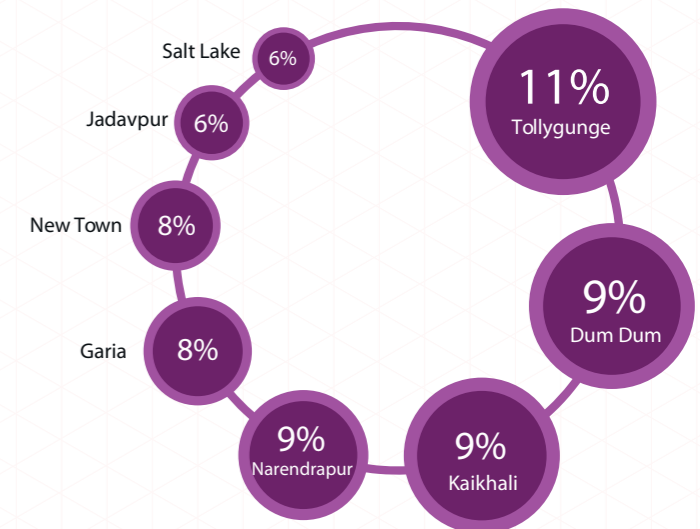 11%
Tollygunge
9%
Dum Dum
9%
Kaikhali
9%
Narendrapur
Garia
8%
New Town
8%
Jadavpur
6%
Salt Lake
6%